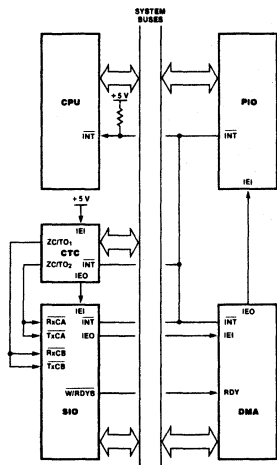 SYSTEM
BUSES
CPU
+5 V
INT
PIO
INT
IEI
+5 V
IEI
ZC/TO1
CTC
ZC/TO2
INT
IEO
IEI
RxCA
INT
TxCA
IEO
RxCB
TxCB
W/RDYB
SIO
IEO
INT
IEI
RDY
DMA